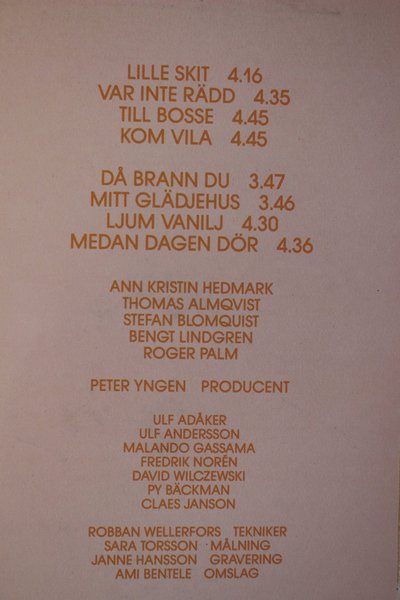 LILLE SKIT 4.16
VAR INTE RÄDD 4.35
TILL BOSSE 4.45
KOM VILA 4.45
DÅ BRANN DU 3.47
MITT GLÄDJEHUS 3.46
LJUM VANILJ 4.30
MEDAN DAGEN DÖR 4.36
ANN KRISTIN HEDMARK
THOMAS ALMQVIST
STEFAN BLOMQUIST
BENGT LINDGREN
ROGER PALM
PETER YNGEN PRODUCENT
ULF ADÅKER
ULF ANDERSSON
MALANDO GASSAMA
FREDRIK NORÉN
DAVID WILCZEWSKI
PY BÄCKMAN
CLAES JANSON
ROBBAN WELLERFORS TEKNIKER
SARA TORSSON MÅLNING
JANNE HANSSON GRAVERING
AMI BENTELE OMSLAG